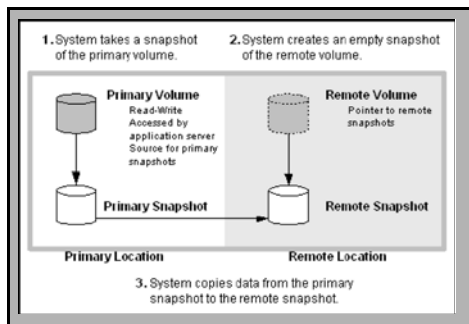 1. System takes a snapshot
of the primary volume.
2. System creates an empty snapshot
of the remote volume.
Primary Volume
Read-Write
Accessed by
application server
Source for primary
snapshots
Remote Volume
Pointer to remote
snapshots
Primary Snapshot
Remote Snapshot
Primary Location
Remote Location
3. System copies data from the primary
snapshot to the remote snapshot.